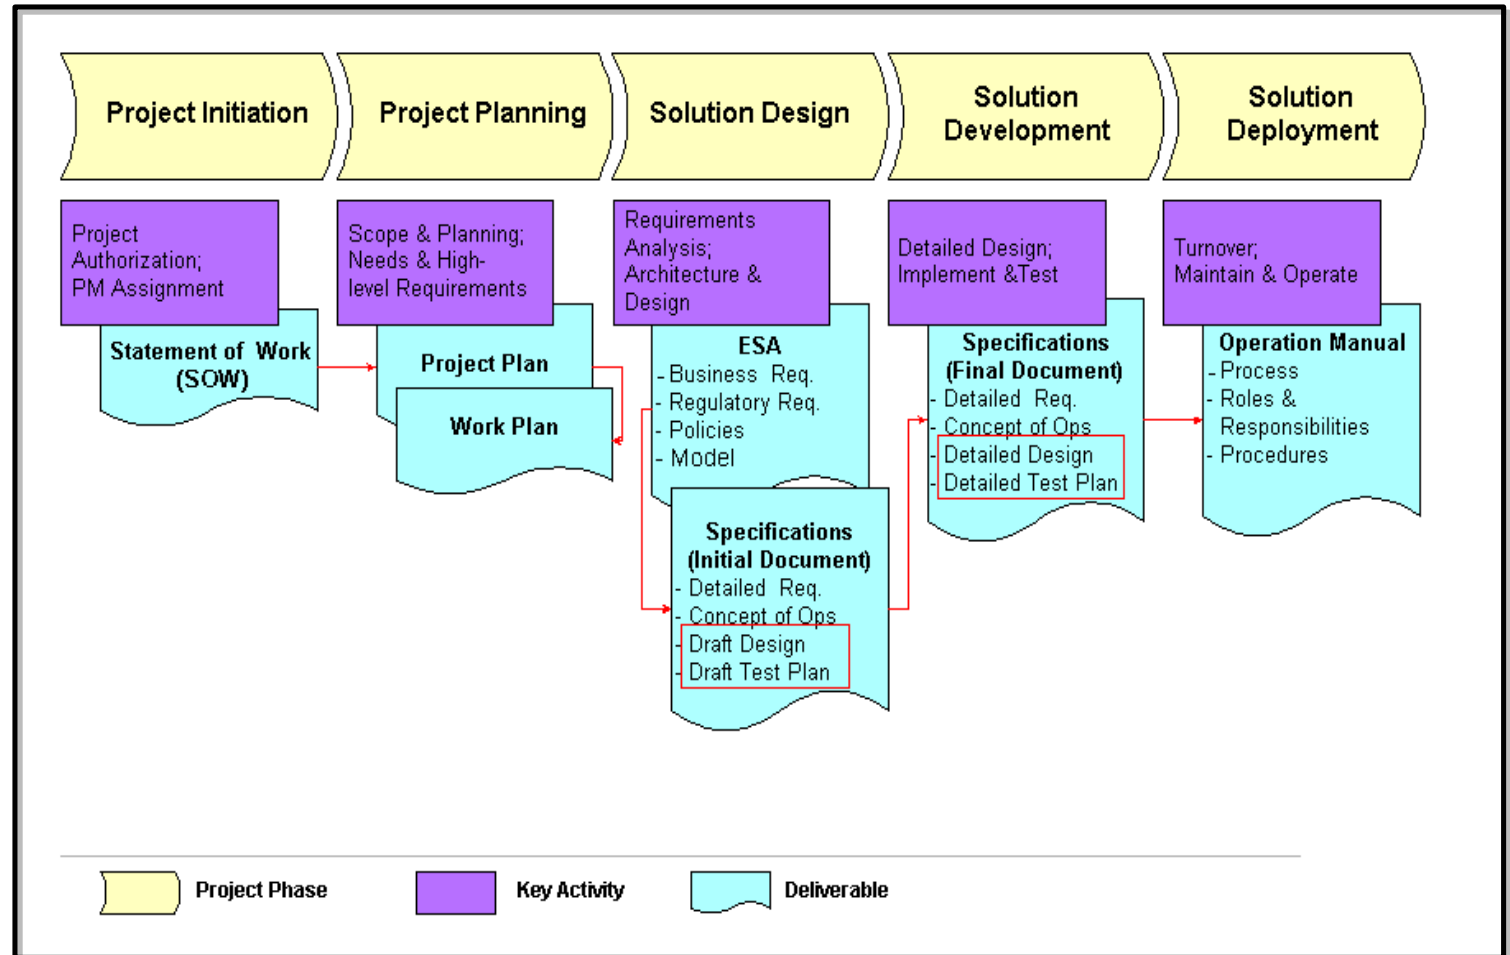 Project Initiation
Project Planning
Solution Design
Solution
Development
Solution
Deployment
Project
Authorization;
PM Assignment
Scope & Planning;
Needs & High-
level Requirements
Requirements
Analysis;
Architecture &
Design
Detailed Design;
Implement &Test
Turnover;
Maintain & Operate
Statement of Work
(SOW)
Project Plan
Work Plan
ESA
- Business Req.
- Regulatory Req.
- Policies
- Model
Specifications
(Initial Document)
- Detailed Req.
- Concept of Ops
- Draft Design
- Draft Test Plan
Specifications
(Final Document)
- Detailed Req.
- Concept of Ops
- Detailed Design
- Detailed Test Plan
Operation Manual
- Process
- Roles &
Responsibilities
- Procedures
Project Phase
Key Activity
Deliverable